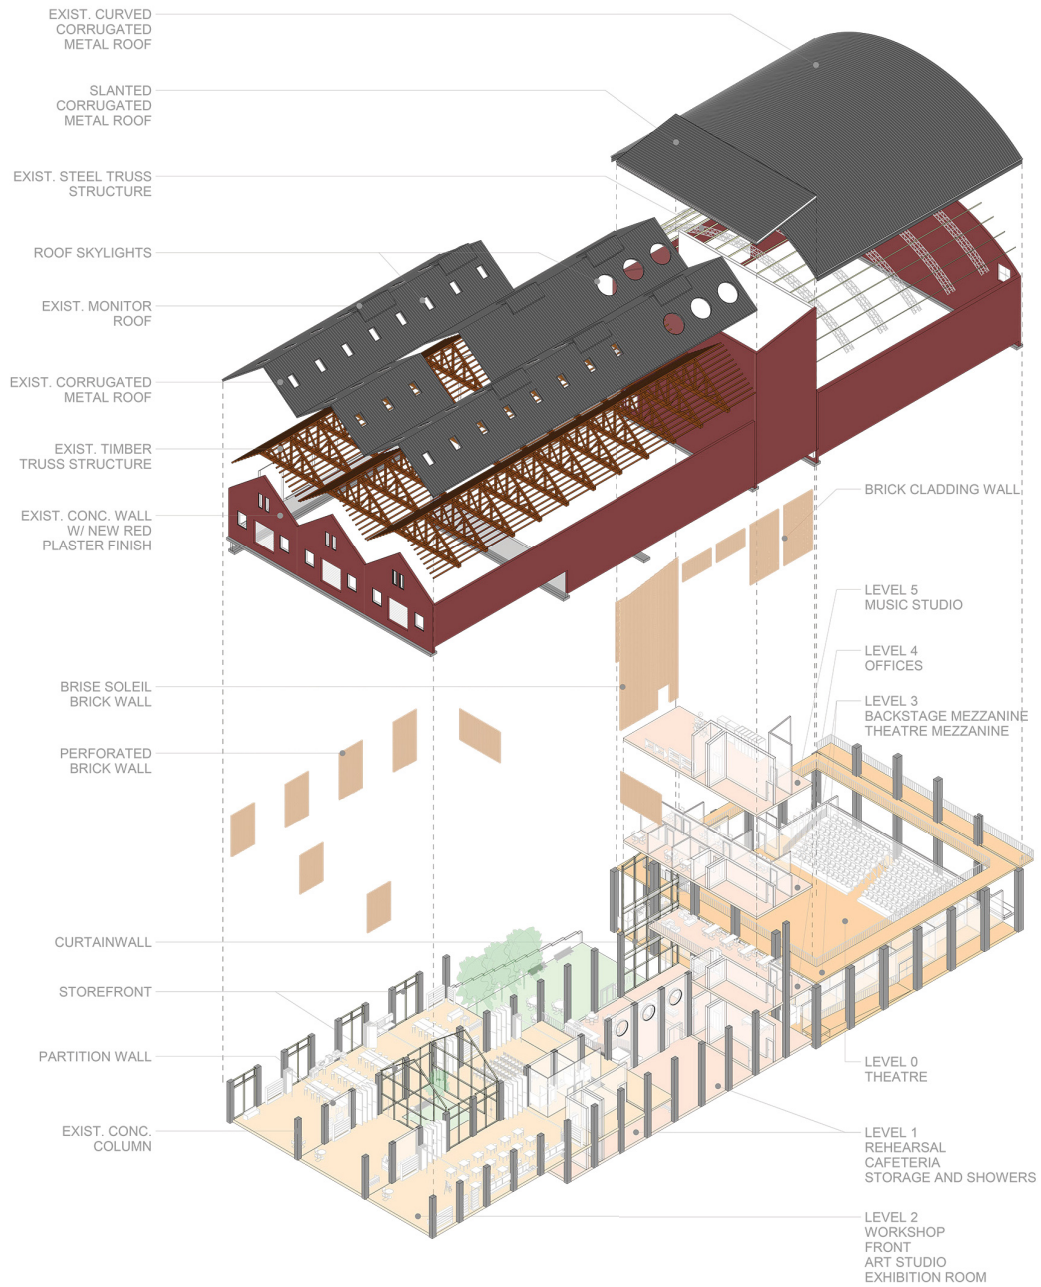 EXIST. CURVED
CORRUGATED
METAL ROOF
SLANTED
CORRUGATED
METAL ROOF
EXIST. STEEL TRUSS
STRUCTURE
ROOF SKYLIGHTS
EXIST. MONITOR
ROOF
EXIST. CORRUGATED
METAL ROOF
EXIST. TIMBER
TRUSS STRUCTURE
EXIST. CONC. WALL
W/ NEW RED
PLASTER FINISH
BRICK CLADDING WALL
LEVEL 5
MUSIC STUDIO
LEVEL 4
OFFICES
LEVEL 3
BACKSTAGE MEZZANINE
THEATRE MEZZANINE
BRISE SOLEIL
BRICK WALL
PERFORATED
BRICK WALL
CURTAINWALL
STOREFRONT
PARTITION WALL
EXIST. CONC.
COLUMN
LEVEL 0
THEATRE
LEVEL 1
REHEARSAL
CAFETERIA
STORAGE AND SHOWERS
LEVEL 2
WORKSHOP
FRONT
ART STUDIO
EXHIBITION ROOM